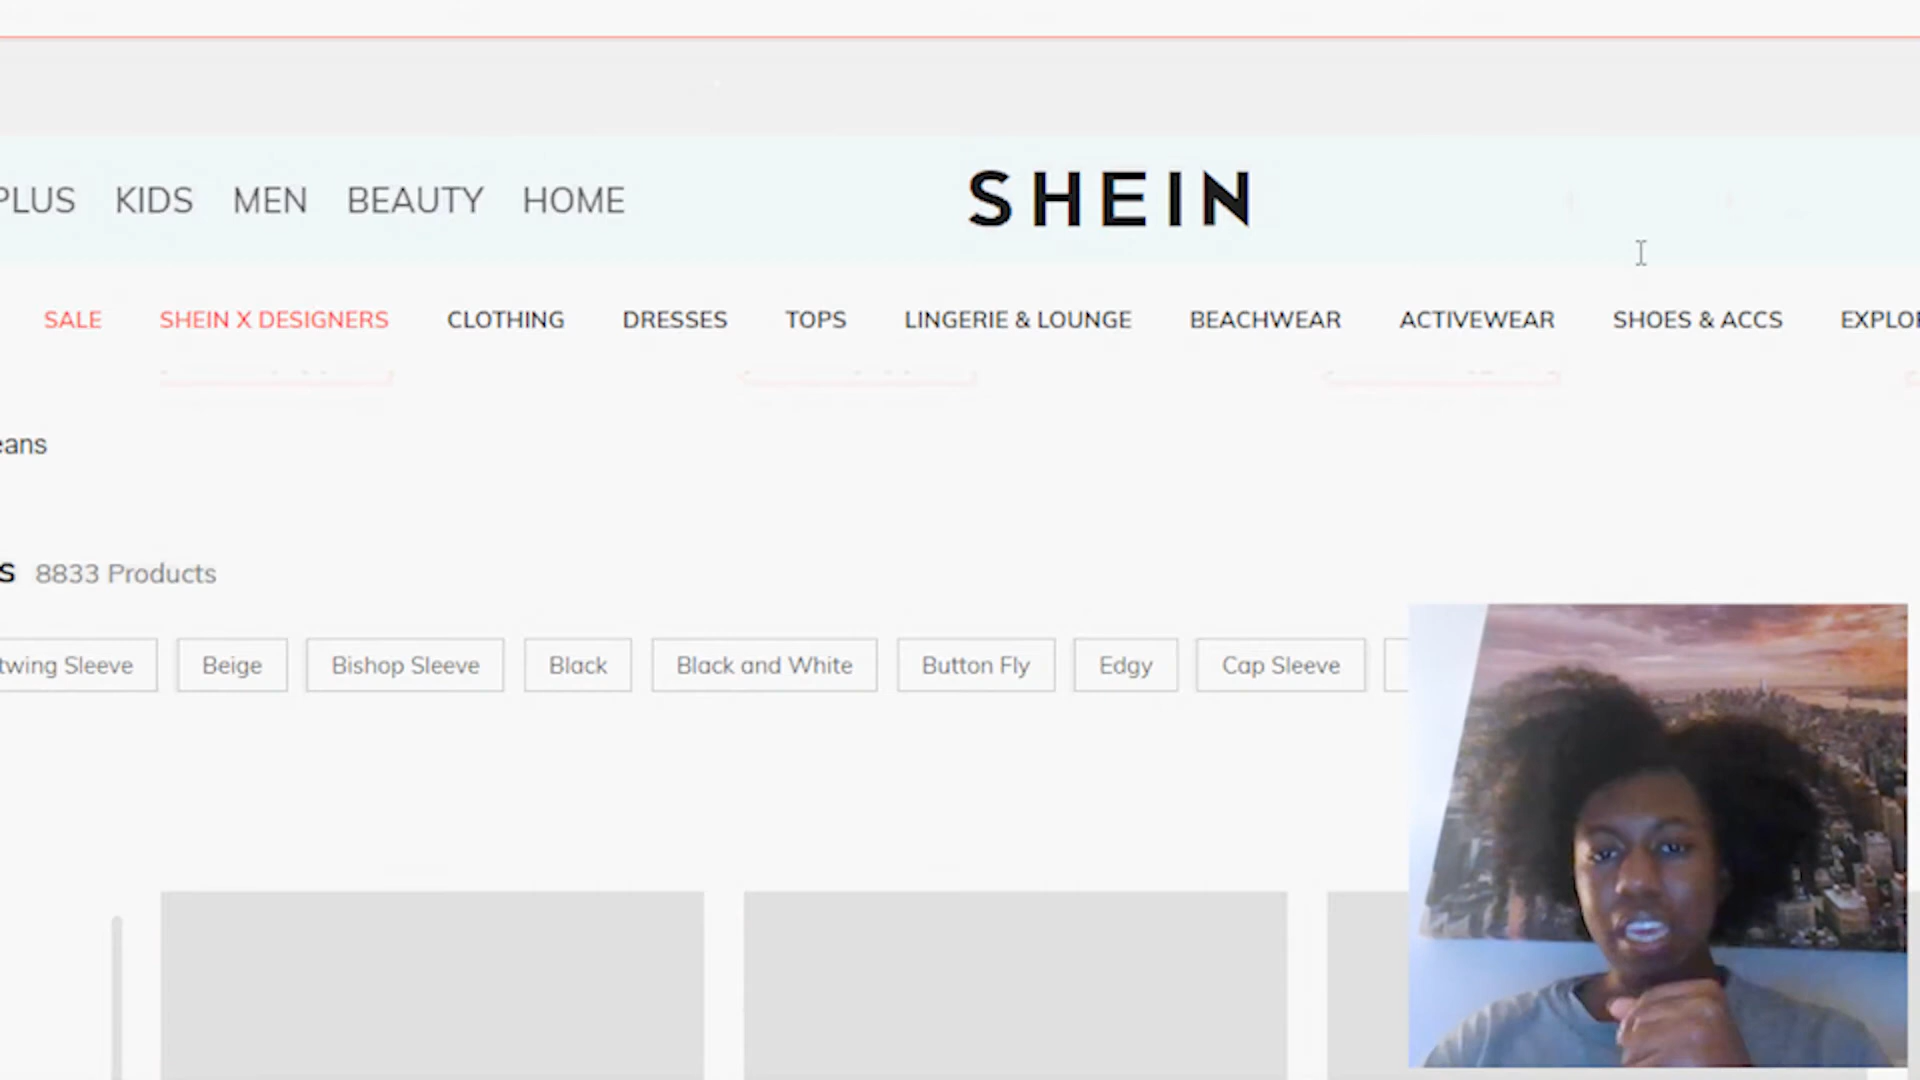 PLUS KIDS MEN BEAUTY HOME
SHEIN
SALE SHEIN X DESIGNERS CLOTHING DRESSES TOPS LINGERIE & LOUNGE BEACHWEAR ACTIVEWEAR SHOES & ACCS EXPLOR
eans
s 8833 Products
twing Sleeve Beige Bishop Sleeve Black Black and White Button Fly Edgy Cap Sleeve